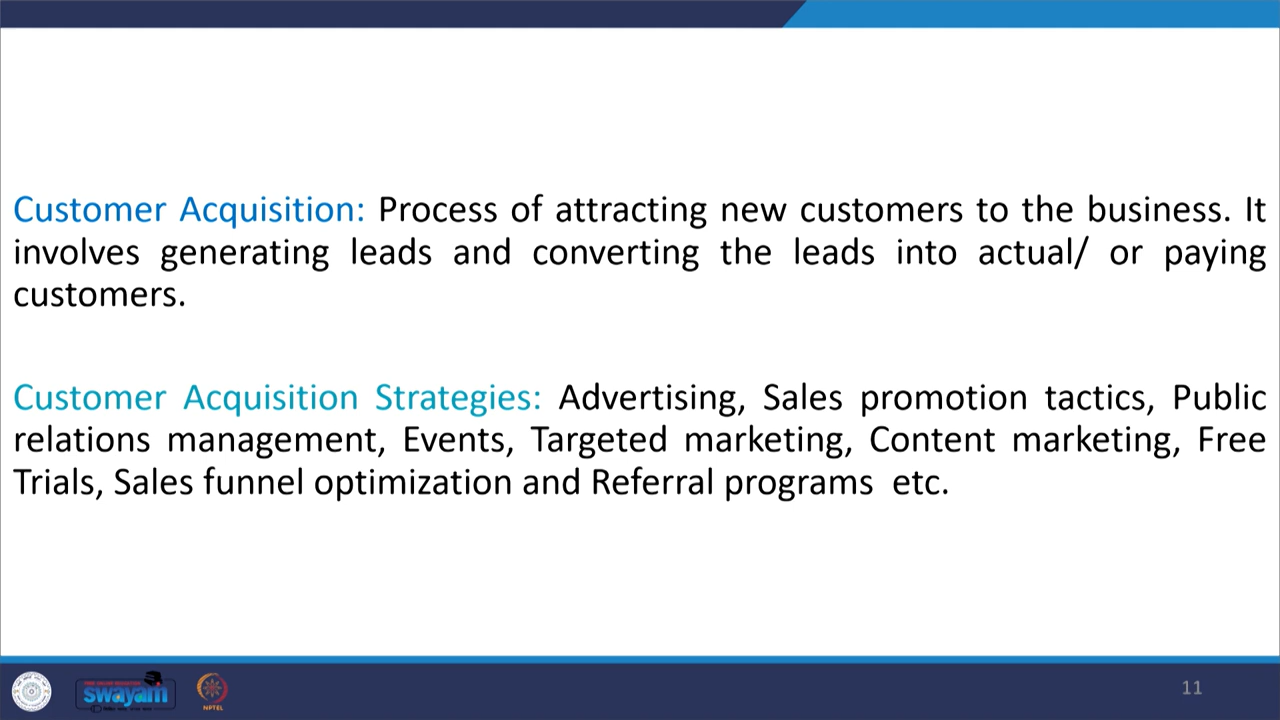 Customer Acquisition: Process of attracting new customers to the business. It
involves generating leads and converting the leads into actual/ or paying
customers.
Customer Acquisition Strategies: Advertising, Sales promotion tactics, Public
relations management, Events, Targeted marketing, Content marketing, Free
Trials, Sales funnel optimization and Referral programs etc.
swayam
NPTEL
11